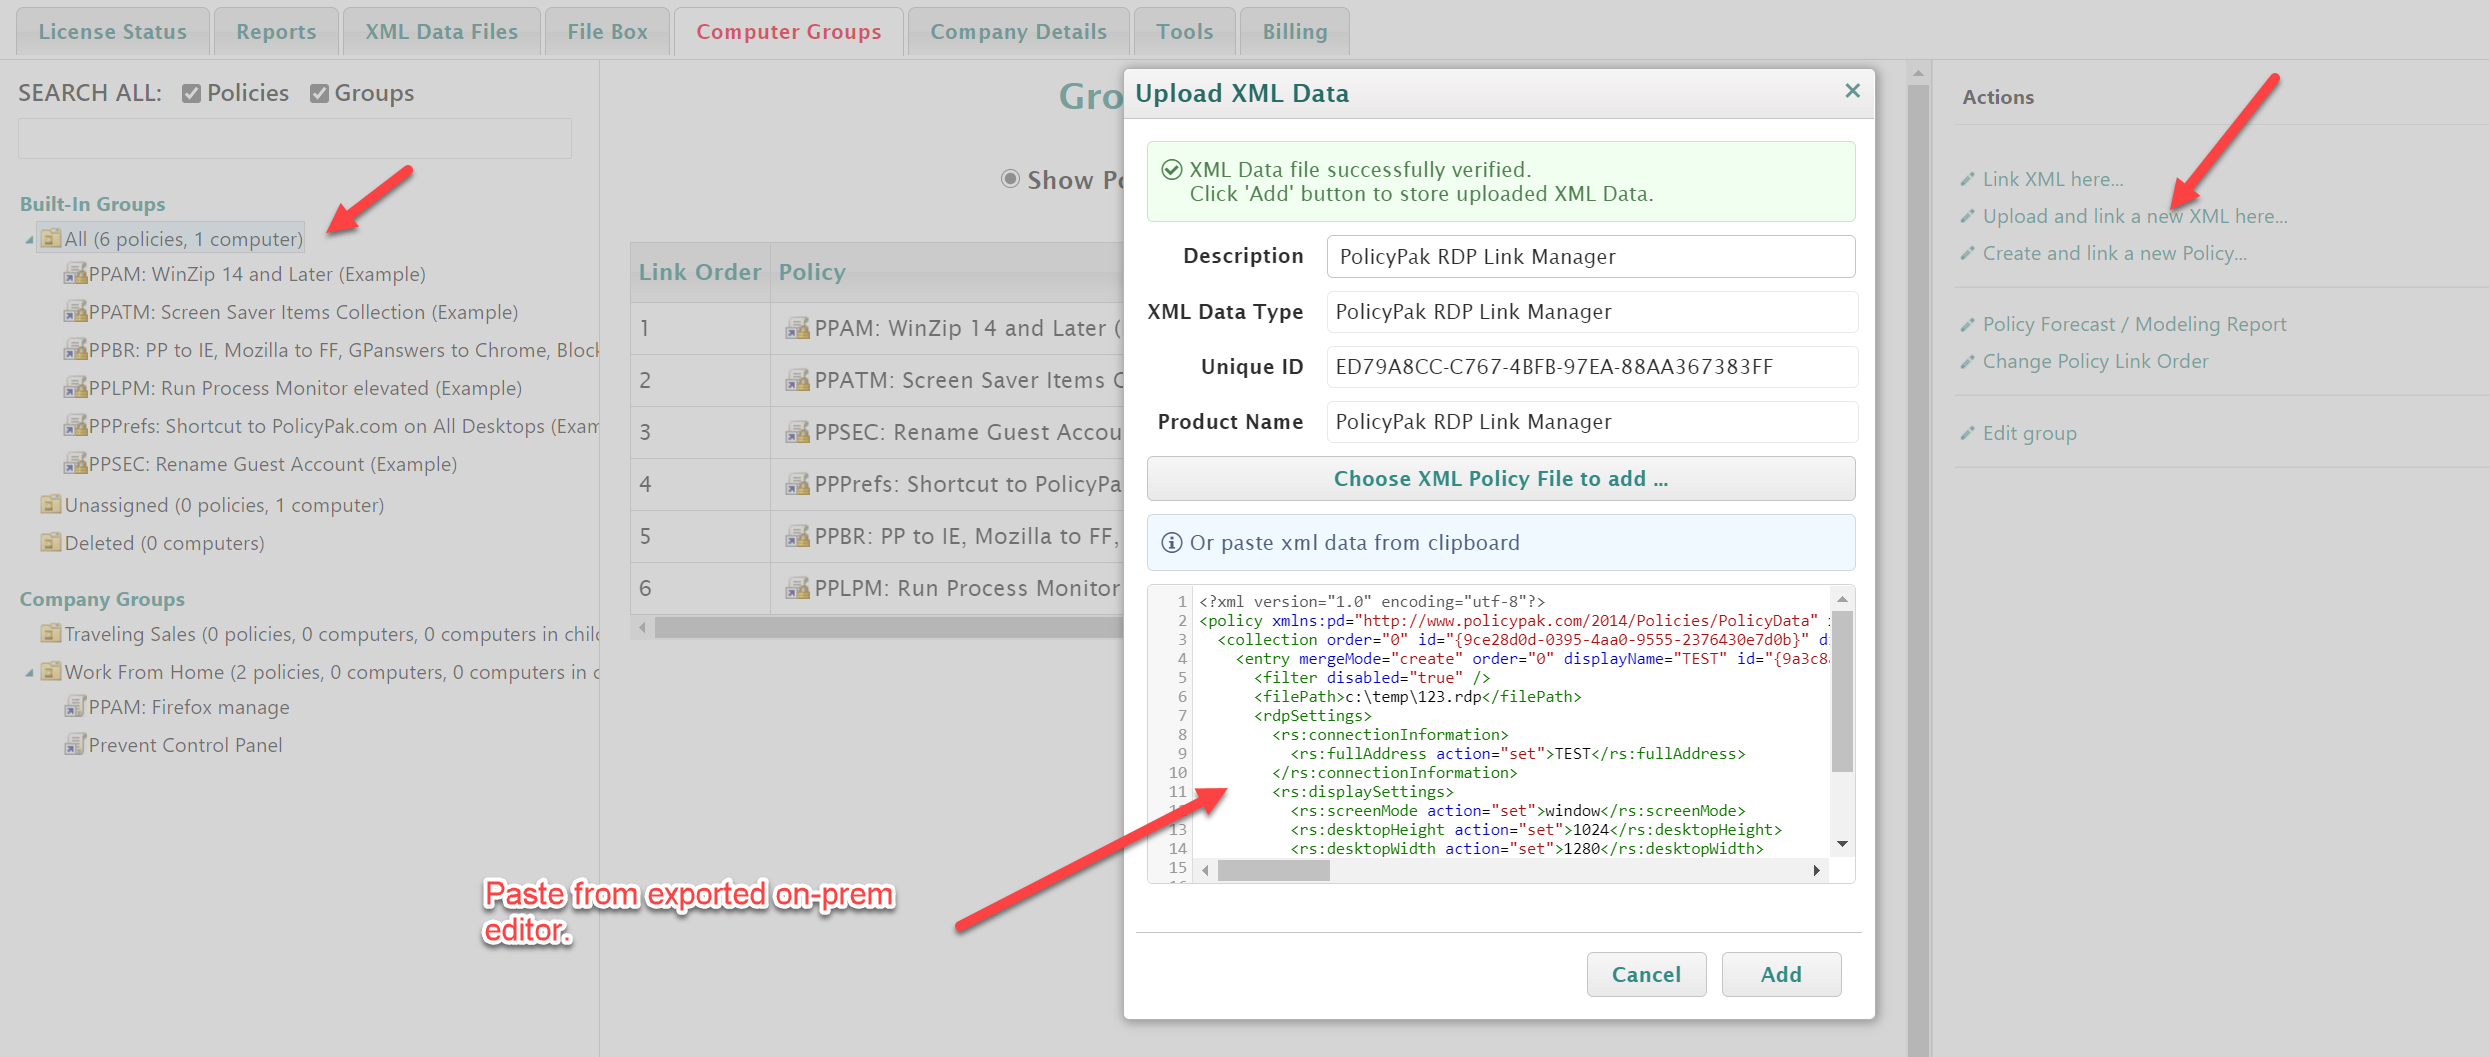 License Status
Reports
XML Data Files
File Box
Computer Groups
Company Details
Tools
Billing
SEARCH ALL: Policies Groups
Built-In Groups
All (6 policies, 1 computer)
PPAM: WinZip 14 and Later (Example)
PPATM: Screen Saver Items Collection (Example)
PPBR: PP to IE, Mozilla to FF, GPanswers to Chrome, Block
PPLPM: Run Process Monitor elevated (Example)
PPPrefs: Shortcut to PolicyPak.com on All Desktops (Exam
PPSEC: Rename Guest Account (Example)
Unassigned (0 policies, 1 computer)
Deleted (0 computers)
Company Groups
Traveling Sales (0 policies, 0 computers, 0 computers in chil
Work From Home (2 policies, 0 computers, 0 computers in c
PPAM: Firefox manage
Prevent Control Panel
Gro
Show Po
Link Order Policy
1 PPAM: WinZip 14 and Later (
2 PPATM: Screen Saver Items C
3 PPSEC: Rename Guest Accou
4 PPPrefs: Shortcut to PolicyPa
5 PPBR: PP to IE, Mozilla to FF,
6 PPLPM: Run Process Monitor
Paste from exported on-prem
editor.
Upload XML Data
XML Data file successfully verified.
Click 'Add' button to store uploaded XML Data.
Description PolicyPak RDP Link Manager
XML Data Type PolicyPak RDP Link Manager
Unique ID ED79A8CC-C767-4BFB-97EA-88AA367383FF
Product Name PolicyPak RDP Link Manager
Choose XML Policy File to add ...
Or paste xml data from clipboard
1 <?xml version="1.0" encoding="utf-8"?>
2 <policy xmlns:pd="http://www.policypak.com/2014/Policies/PolicyData"
3 <collection order="0" id="{9ce28d0d-0395-4aa0-9555-2376430e7d0b}" di
4 <entry mergeMode="create" order="0" displayName="TEST" id="{9a3c8
5 <filter disabled="true" />
6 <filePath>c:\temp\123.rdp</filePath>
7 <rdpSettings>
8 <rs:connectionInformation>
9 <rs:fullAddress action="set">TEST</rs:fullAddress>
10 </rs:connectionInformation>
11 <rs:displaySettings>
<rs:screenMode action="set">window</rs:screenMode>
13 <rs:desktopHeight action="set">1024</rs:desktopHeight>
14 <rs:desktopWidth action="set">1280</rs:desktopWidth>
15
Cancel
Add
Actions
Link XML here...
Upload and link a new XML here...
Create and link a new Policy...
Policy Forecast / Modeling Report
Change Policy Link Order
Edit group